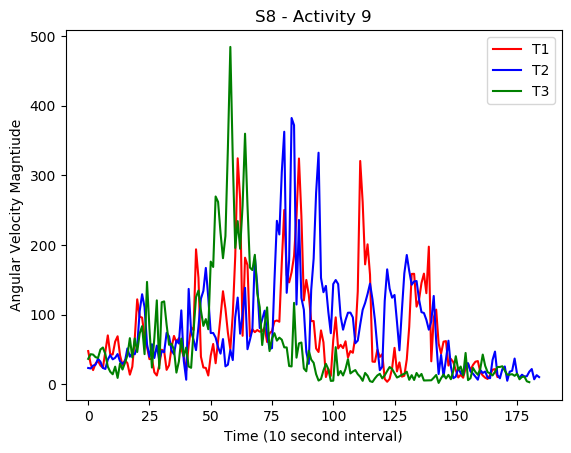 S8 - Activity 9
Angular Velocity Magntiude
500
400
300
200
100
0
T1
T2
T3
0 25 50 75 100 125 150 175
Time (10 second interval)